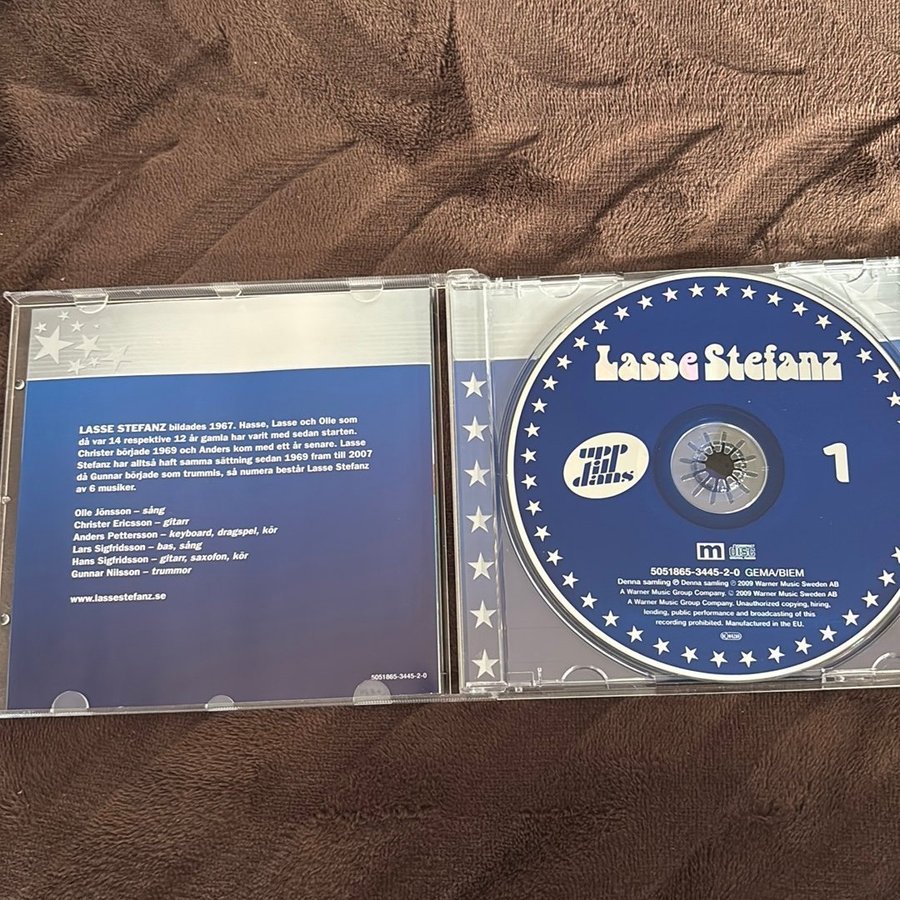 LASSE STEFANZ bildades 1967. Hasse, Lasse och Olle som
då var 14 respektive 12 år gamla har varit med sedan starten.
Christer började 1969 och Anders kom med ett år senare. Lasse
Stefanz har alltså haft samma sättning sedan 1969 fram till 2007
då Gunnar började som trummis, så numera består Lasse Stefanz
av 6 musiker.
Olle Jönsson – sång
Christer Ericsson – gitarr
Anders Pettersson – keyboard, dragspel, kör
Lars Sigfridsson – bas, sång
Hans Sigfridsson – gitarr, saxofon, kör
Gunnar Nilsson – trummor
www.lassestefanz.se
5051865-3445-2-0
Lasse Stefanz
upp
till
dans
1
m disc
5051865-3445-2-0 GEMA/BIEM
Denna samling ℗ Denna samling ℗ 2009 Warner Music Sweden AB
A Warner Music Group Company. © 2009 Warner Music Sweden AB
A Warner Music Group Company. Unauthorized copying, hiring,
lending, public performance and broadcasting of this
recording prohibited. Manufactured in the EU.